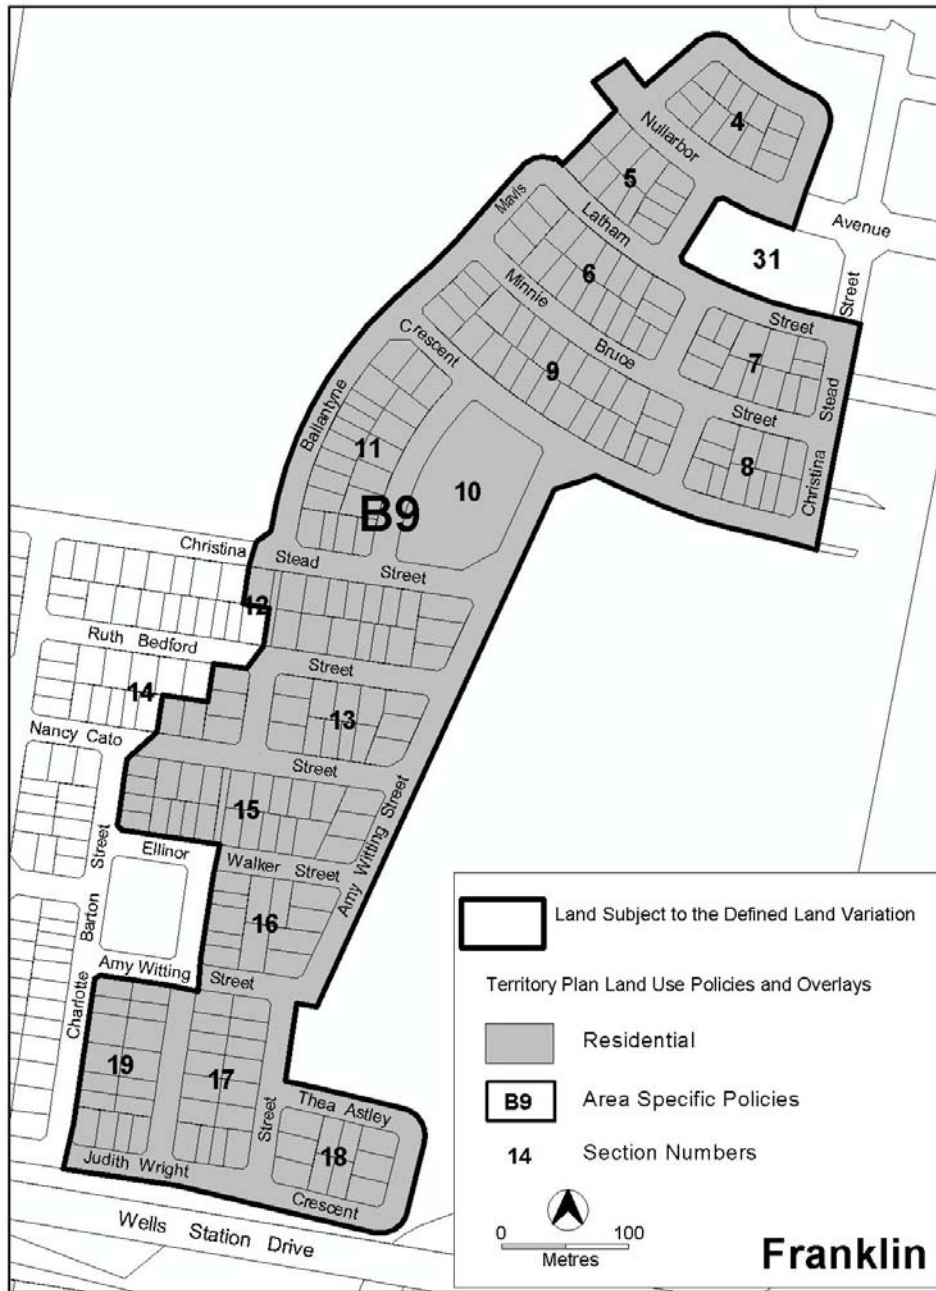 4
Nullarbor
5
Avenue
Mavis
Latham
31
6
Street
Minnie
Street
7
Bruce
Crescent
9
Stead
Street
Ballantyne
11
8
10
Christina
B9
Christina
Stead
Street
12
Ruth Bedford
Street
14
13
Nancy Cato
Street
15
Amy Witting Street
Street
Ellinor
Walker Street
16
Barton
Amy Witting
Street
Charlotte
19
17
Street
Thea Astley
18
Judith Wright
Crescent
Wells Station Drive
Land Subject to the Defined Land Variation
Territory Plan Land Use Policies and Overlays
Residential
B9 Area Specific Policies
14 Section Numbers
0 100
Metres
Franklin